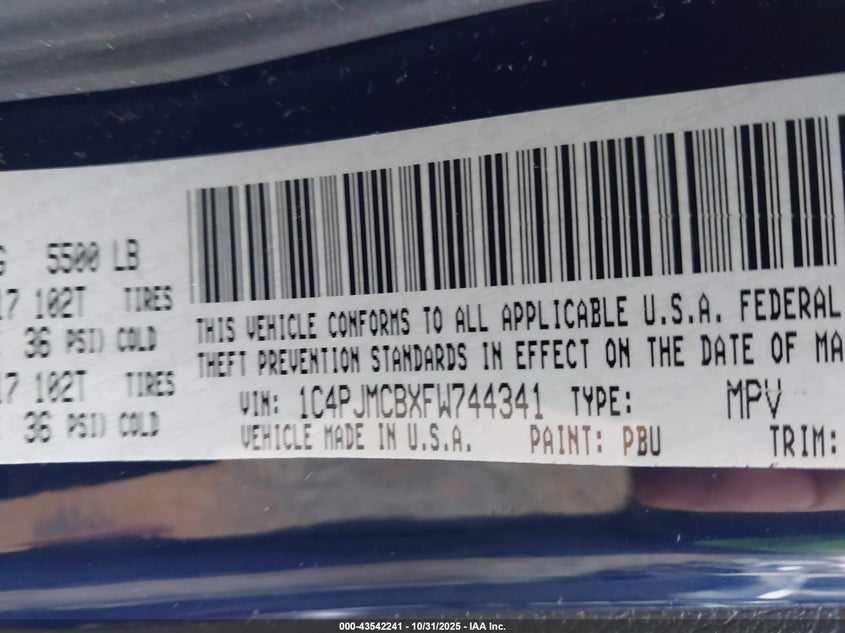 G 5500 LB
17 102T TIRES
36 PSI) COLD
17 102T TIRES
36 PSI) COLD
THIS VEHICLE CONFORMS TO ALL APPLICABLE U.S.A. FEDERAL
THEFT PREVENTION STANDARDS IN EFFECT ON THE DATE OF MA
VIN: 1C4PJMCBXFW744341 TYPE: MPV
VEHICLE MADE IN U.S.A. PAINT: PBU TRIM:
000-43542241 - 10/31/2025 - IAA Inc.